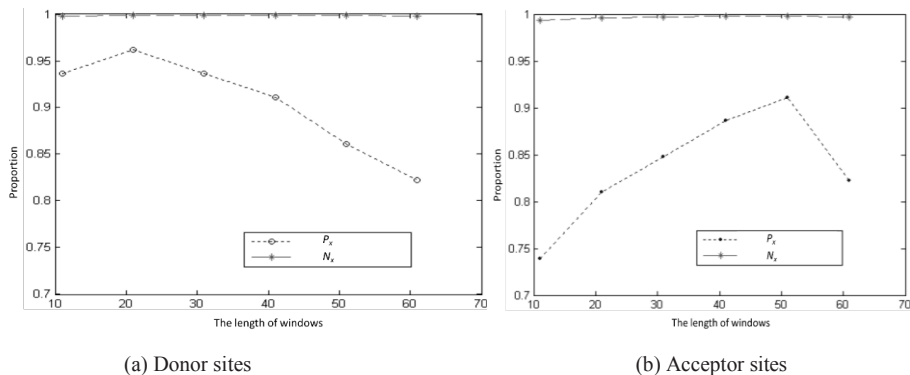 1
0.95
0.9
0.85
0.8
0.75
0.7
Proportion
10 20 30 40 50 60 70
The length of windows
Px
Nx
(a) Donor sites
1
0.95
0.9
0.85
0.8
0.75
0.7
Proportion
10 20 30 40 50 60 70
The length of windows
Px
Nx
(b) Acceptor sites